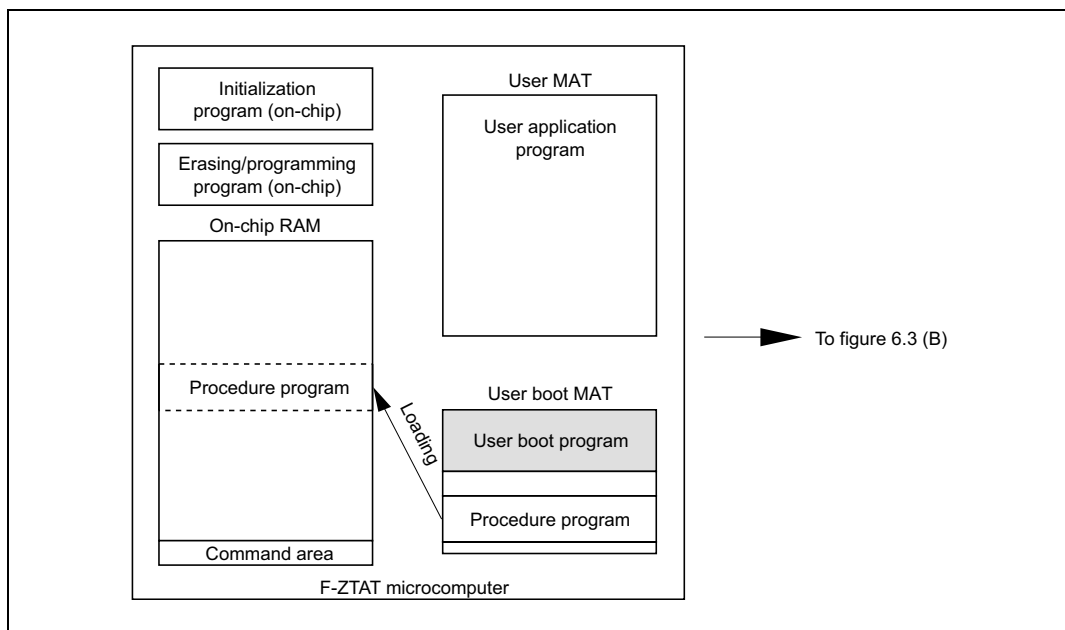 Initialization
program (on-chip)
Erasing/programming
program (on-chip)
On-chip RAM
Procedure program
Command area
Loading
User MAT
User application
program
User boot MAT
User boot program
Procedure program
F-ZTAT microcomputer
To figure 6.3 (B)